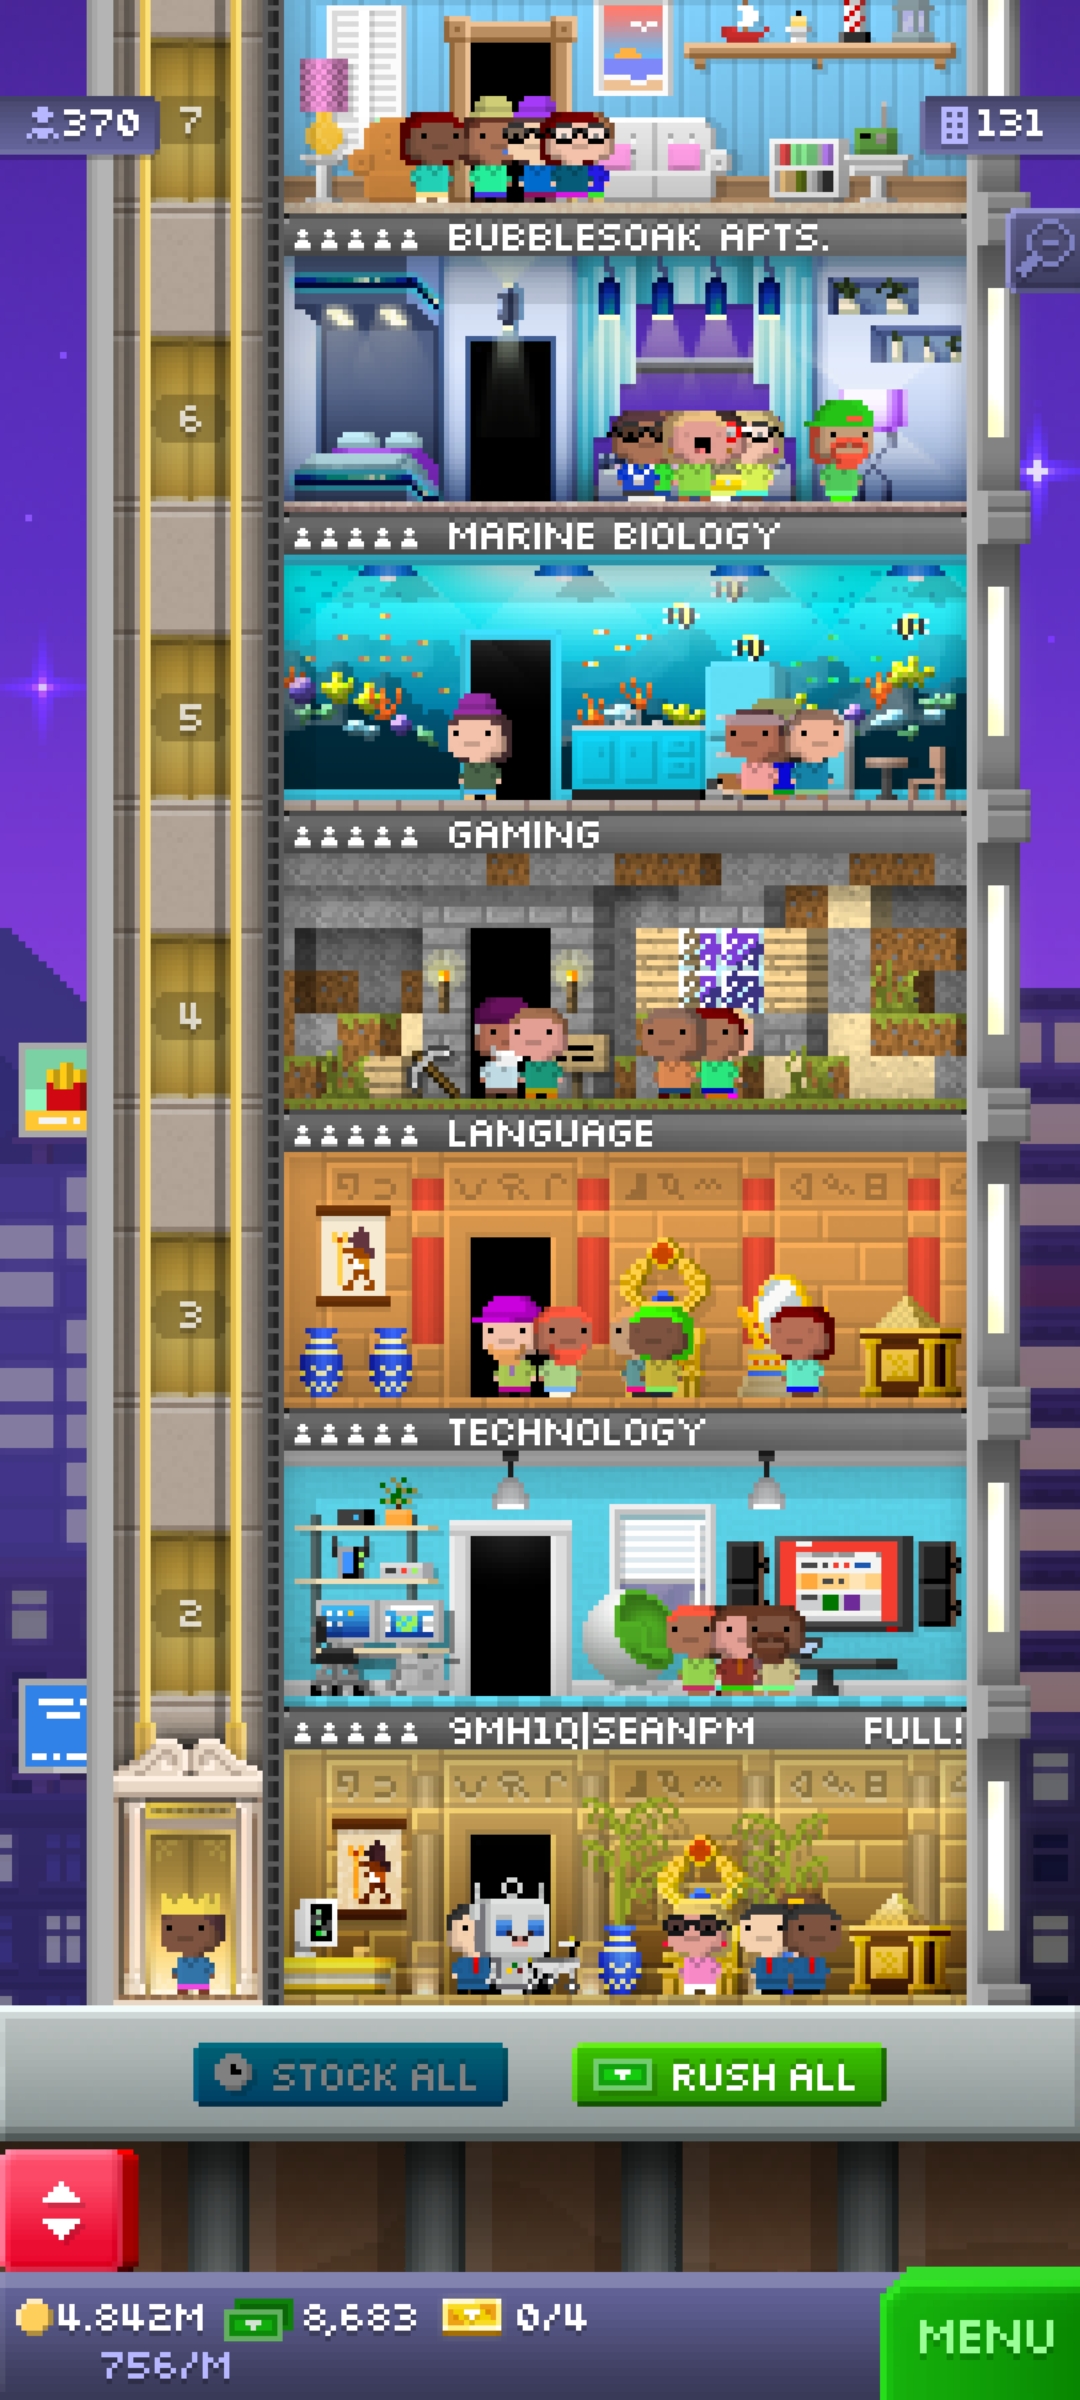 7
370
131
BUBBLESOAK APTS.
6
MARINE BIOLOGY
5
GAMING
4
LANGUAGE
3
TECHNOLOGY
2
9MH1Q|SEANPM FULL!
STOCK ALL
RUSH ALL
4.842M 8,683 0/4
756/M
MENU